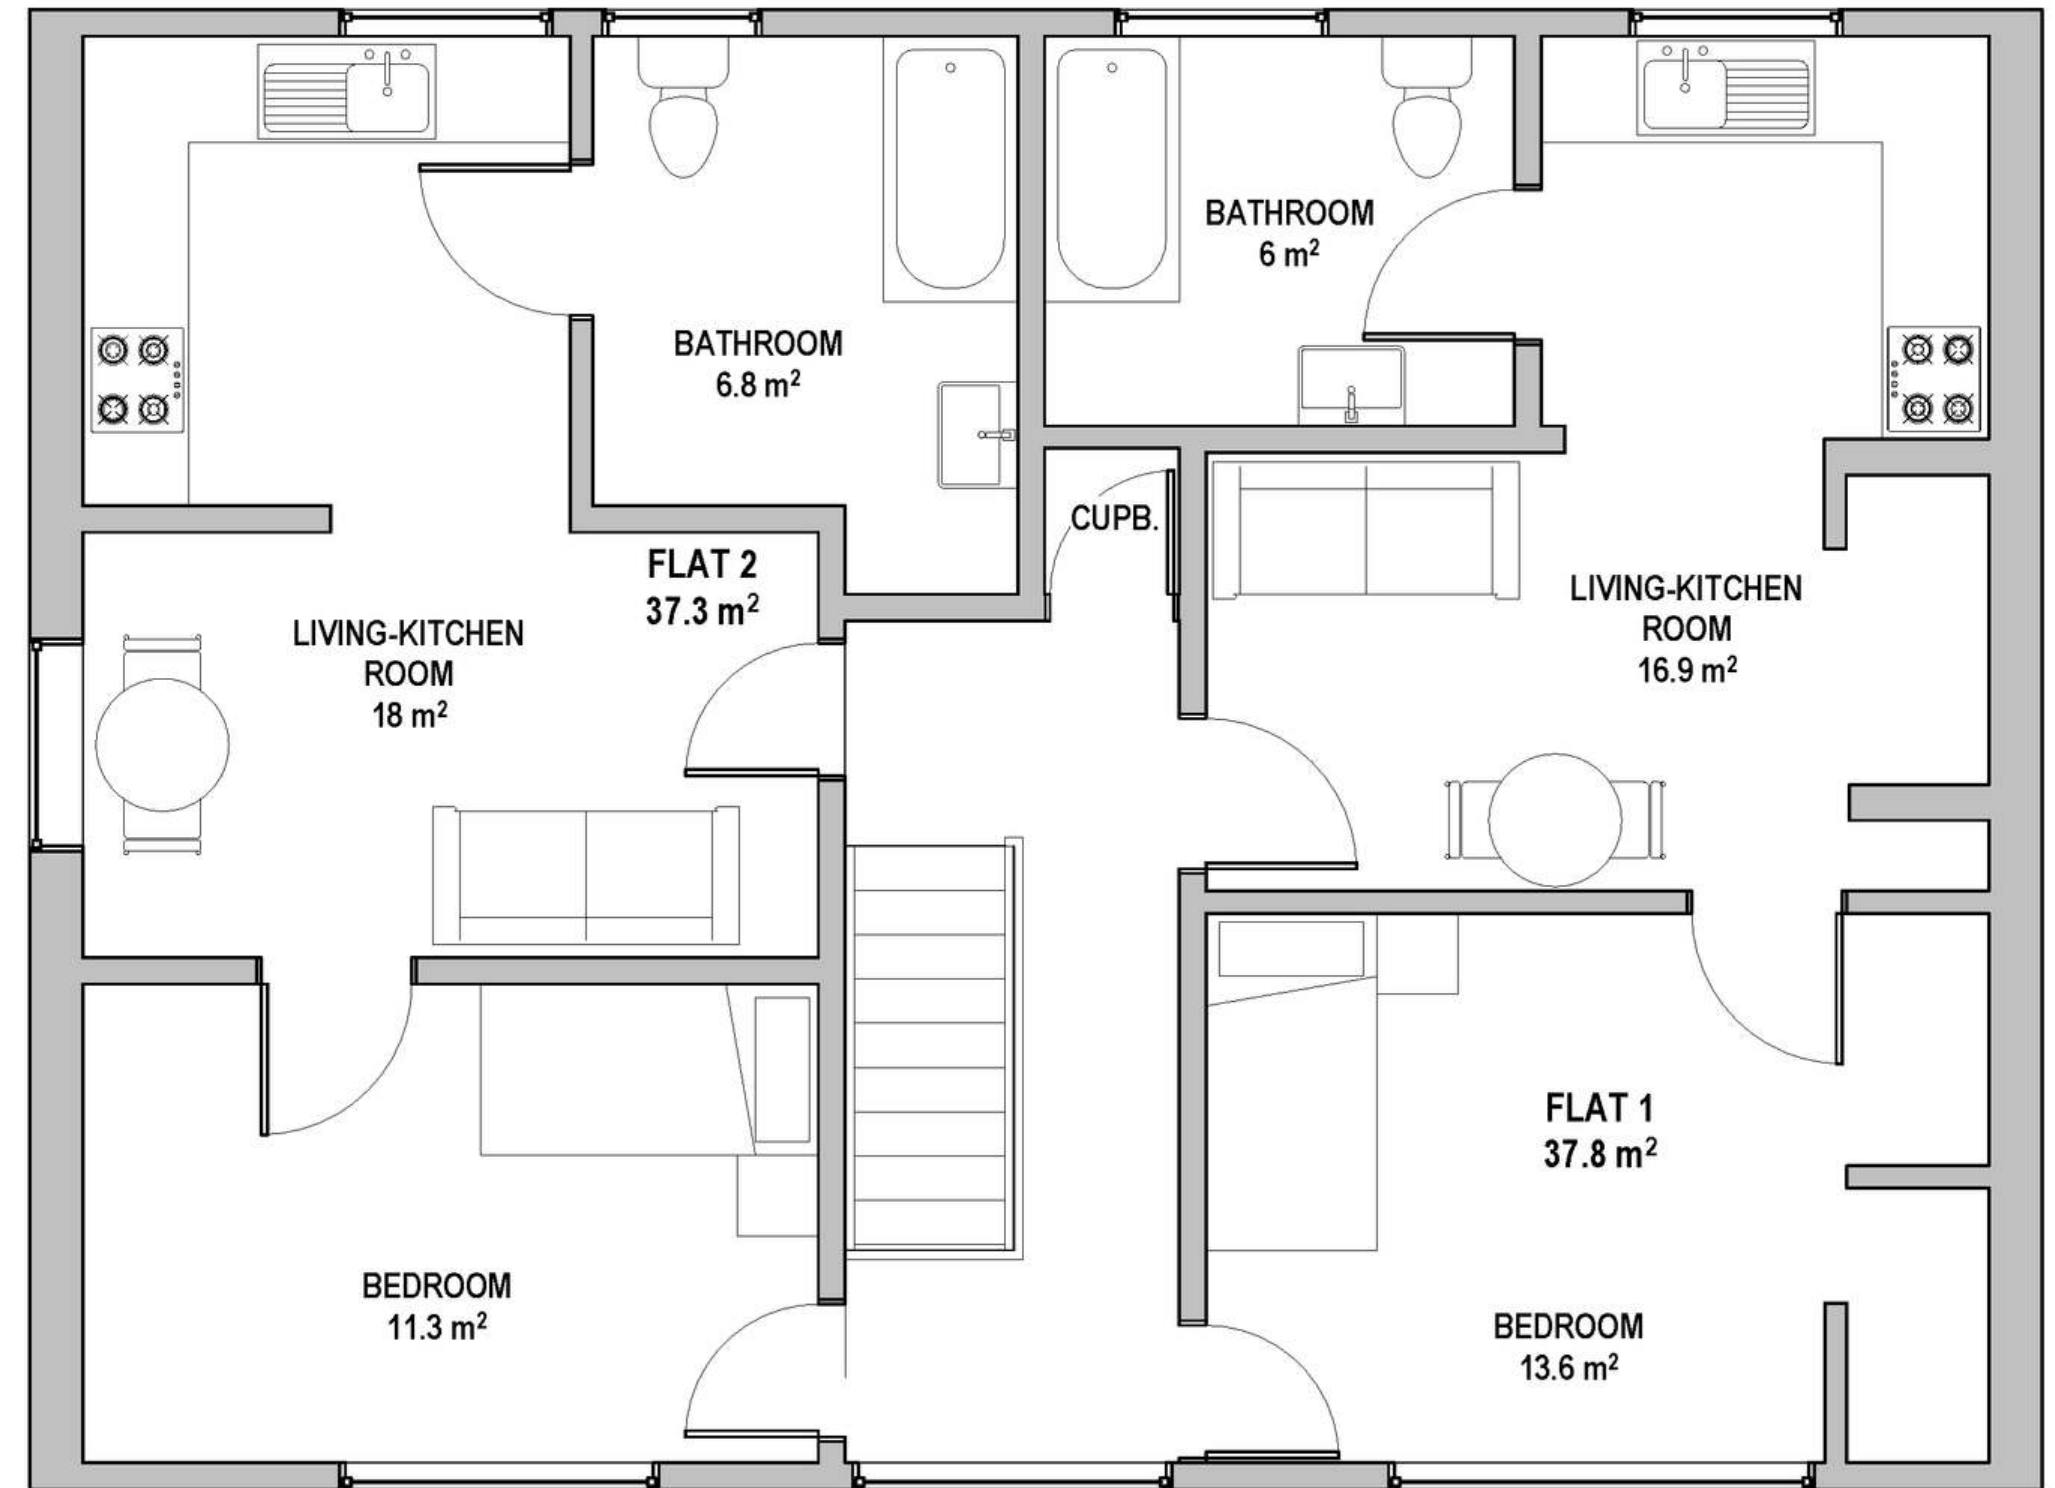 BATHROOM
6 m²
BATHROOM
6.8 m²
CUPB.
FLAT 2
37.3 m²
LIVING-KITCHEN
ROOM
18 m²
LIVING-KITCHEN
ROOM
16.9 m²
FLAT 1
37.8 m²
BEDROOM
11.3 m²
BEDROOM
13.6 m²